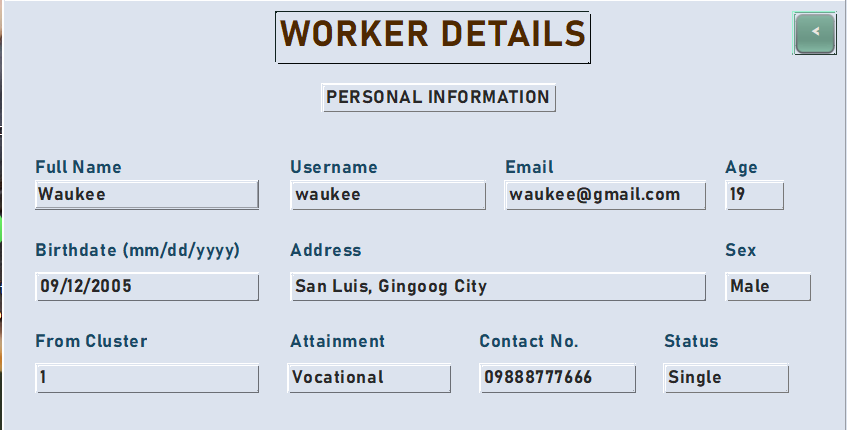 WORKER DETAILS
<
PERSONAL INFORMATION
Full Name Username Email Age
Waukee waukee waukee@gmail.com 19
Birthdate (mm/dd/yyyy) Address Sex
09/12/2005 San Luis, Gingoog City Male
From Cluster Attainment Contact No. Status
1 Vocational 09888777666 Single